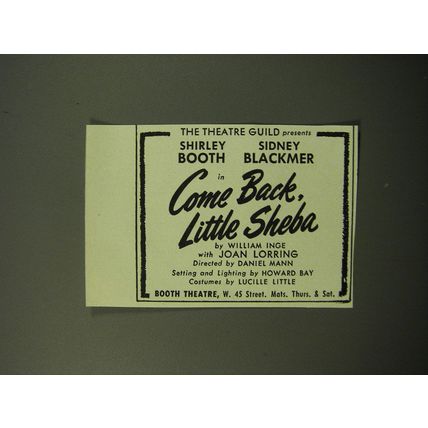 THE THEATRE GUILD presents
SHIRLEY SIDNEY
BOOTH BLACKMER
in
Come Back,
Little Sheba
by WILLIAM INGE
with JOAN LORRING
Directed by DANIEL MANN
Setting and Lighting by HOWARD BAY
Costumes by LUCILLE LITTLE
BOOTH THEATRE, W. 45 Street. Mats. Thurs. & Sat.